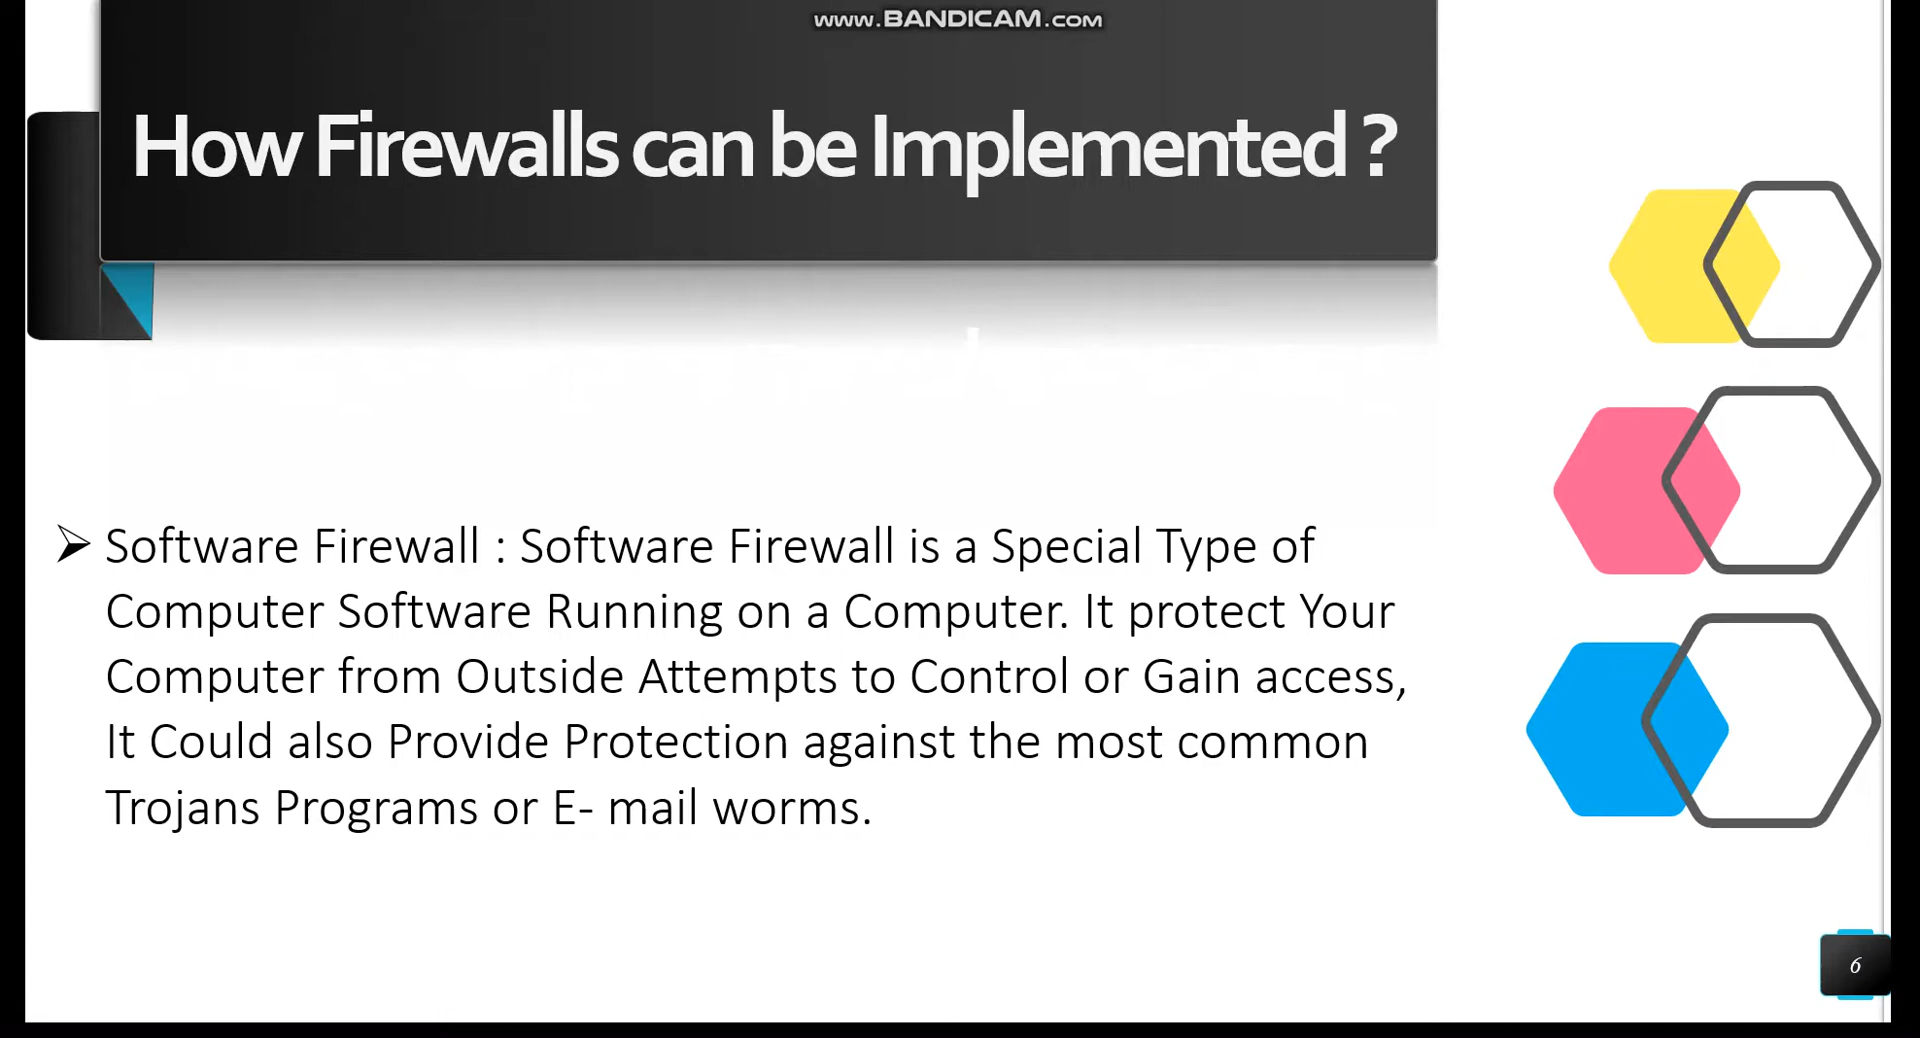 www.BANDICAM.com
How Firewalls can be Implemented ?
➢ Software Firewall : Software Firewall is a Special Type of
Computer Software Running on a Computer. It protect Your
Computer from Outside Attempts to Control or Gain access,
It Could also Provide Protection against the most common
Trojans Programs or E- mail worms.
6